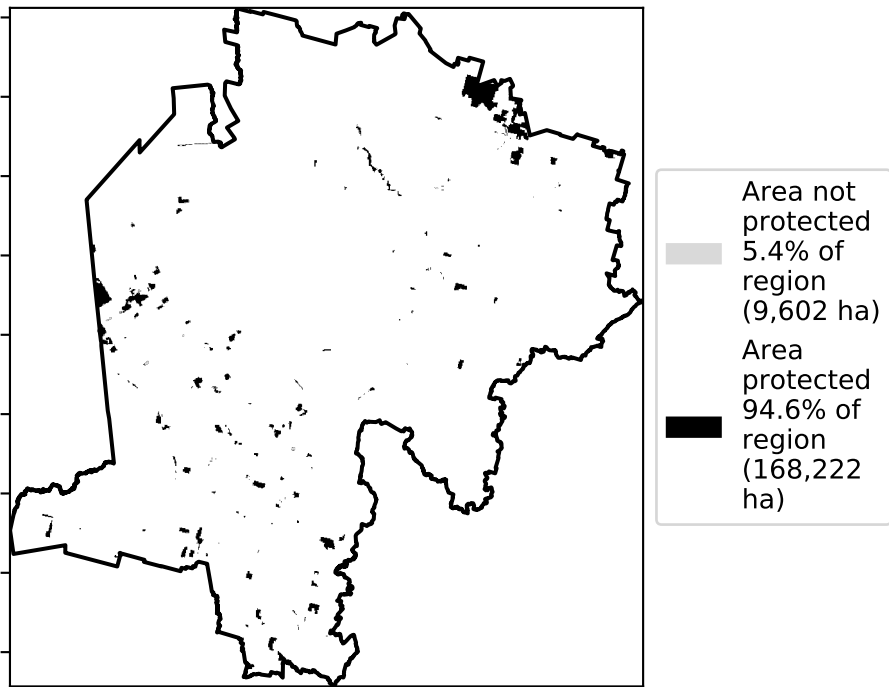 Area not
protected
5.4% of
region
(9,602 ha)
Area
protected
94.6% of
region
(168,222
ha)